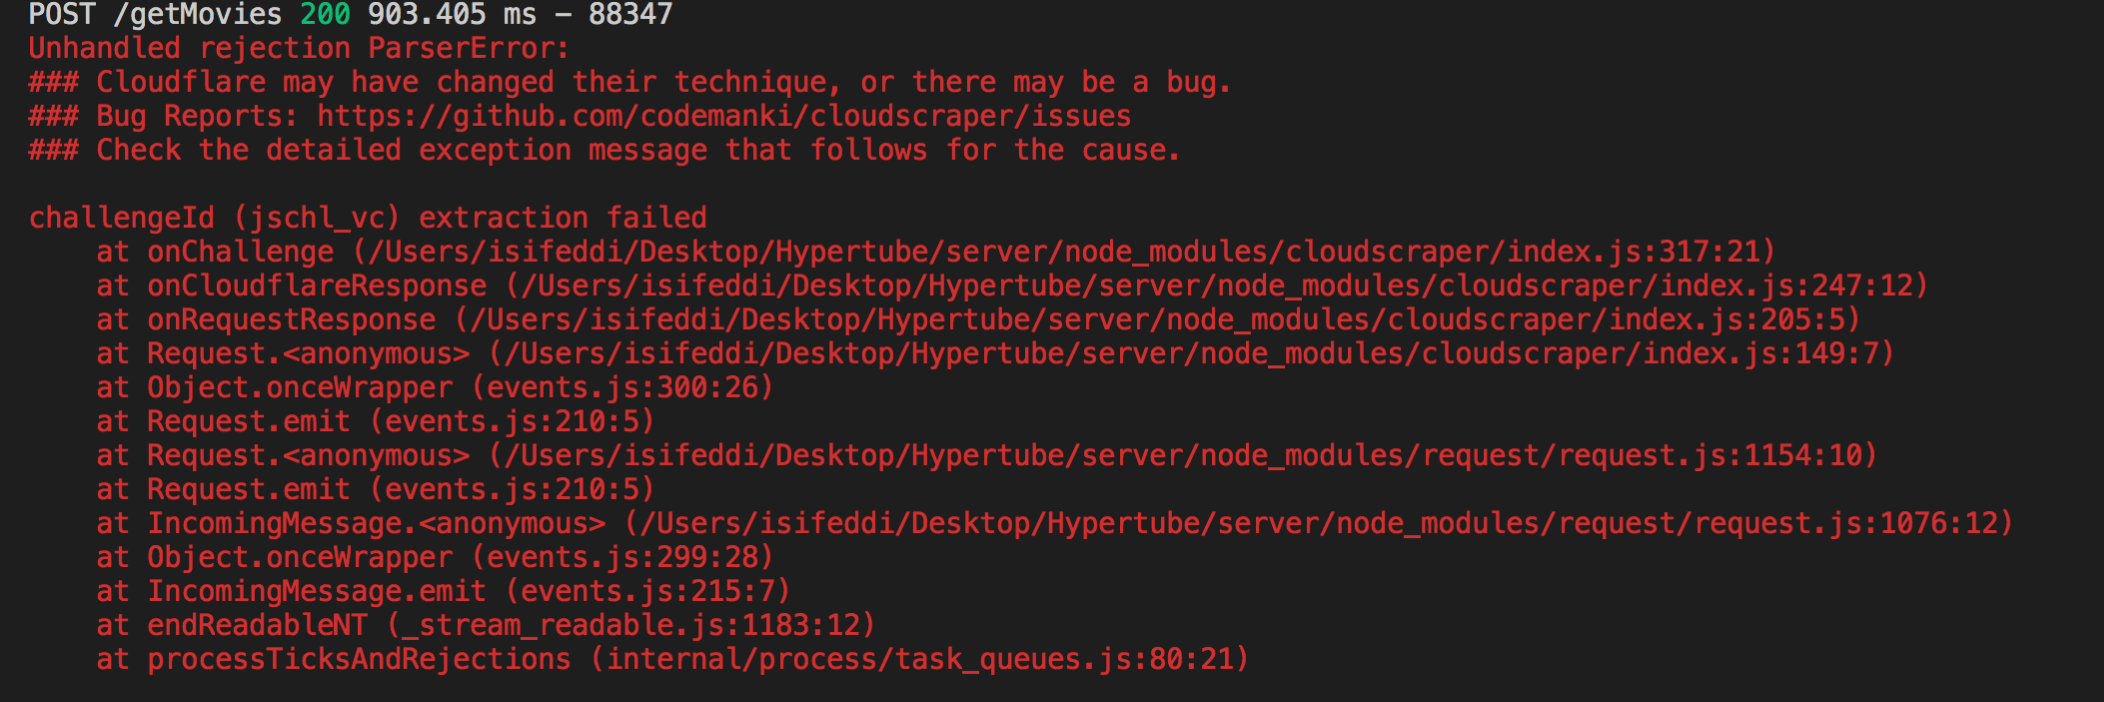 POST /getMovies 200 903.405 ms - 88347
Unhandled rejection ParserError:
### Cloudflare may have changed their technique, or there may be a bug.
### Bug Reports: https://github.com/codemanki/cloudscraper/issues
### Check the detailed exception message that follows for the cause.
challengeId (jschl_vc) extraction failed
    at onChallenge (/Users/isifeddi/Desktop/Hypertube/server/node_modules/cloudscraper/index.js:317:21)
    at onCloudflareResponse (/Users/isifeddi/Desktop/Hypertube/server/node_modules/cloudscraper/index.js:247:12)
    at onRequestResponse (/Users/isifeddi/Desktop/Hypertube/server/node_modules/cloudscraper/index.js:205:5)
    at Request.<anonymous> (/Users/isifeddi/Desktop/Hypertube/server/node_modules/cloudscraper/index.js:149:7)
    at Object.onceWrapper (events.js:300:26)
    at Request.emit (events.js:210:5)
    at Request.<anonymous> (/Users/isifeddi/Desktop/Hypertube/server/node_modules/request/request.js:1154:10)
    at Request.emit (events.js:210:5)
    at IncomingMessage.<anonymous> (/Users/isifeddi/Desktop/Hypertube/server/node_modules/request/request.js:1076:12)
    at Object.onceWrapper (events.js:299:28)
    at IncomingMessage.emit (events.js:215:7)
    at endReadableNT (_stream_readable.js:1183:12)
    at processTicksAndRejections (internal/process/task_queues.js:80:21)